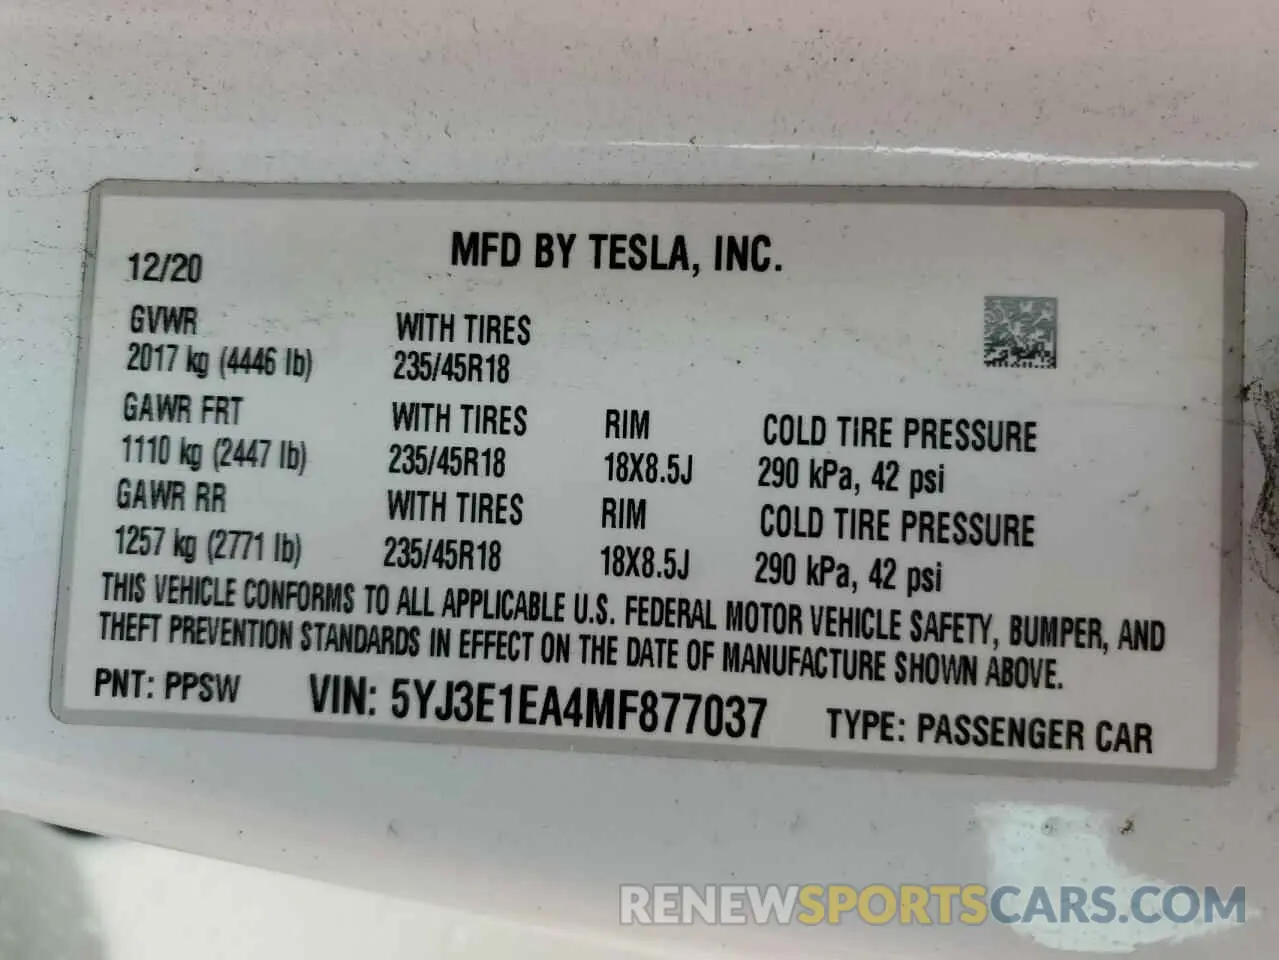 MFD BY TESLA, INC.
12/20
GVWR WITH TIRES
2017 kg (4446 lb) 235/45R18
GAWR FRT WITH TIRES RIM COLD TIRE PRESSURE
1110 kg (2447 lb) 235/45R18 18X8.5J 290 kPa, 42 psi
GAWR RR WITH TIRES RIM COLD TIRE PRESSURE
1257 kg (2771 lb) 235/45R18 18X8.5J 290 kPa, 42 psi
THIS VEHICLE CONFORMS TO ALL APPLICABLE U.S. FEDERAL MOTOR VEHICLE SAFETY, BUMPER, AND
THEFT PREVENTION STANDARDS IN EFFECT ON THE DATE OF MANUFACTURE SHOWN ABOVE.
PNT: PPSW VIN: 5YJ3E1EA4MF877037 TYPE: PASSENGER CAR
RENEWSPORTSCARS.COM